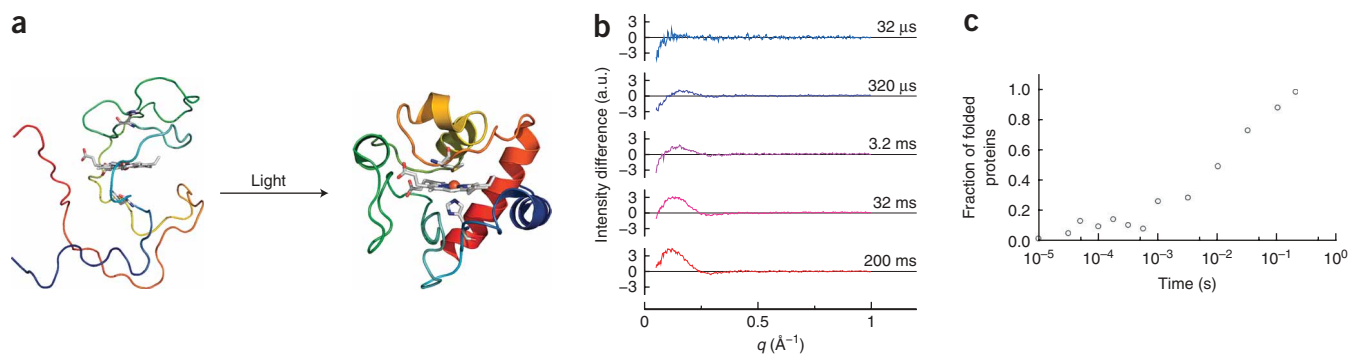 a
Light
b
Intensity difference (a.u.)
3
0
−3
32 μs
3
0
−3
320 μs
3
0
−3
3.2 ms
3
0
−3
32 ms
3
0
−3
200 ms
0
0.5
1
q (Å⁻¹)
c
Fraction of folded
proteins
1.0
0.8
0.6
0.4
0.2
0.0
10⁻⁵
10⁻⁴
10⁻³
10⁻²
10⁻¹
10⁰
Time (s)